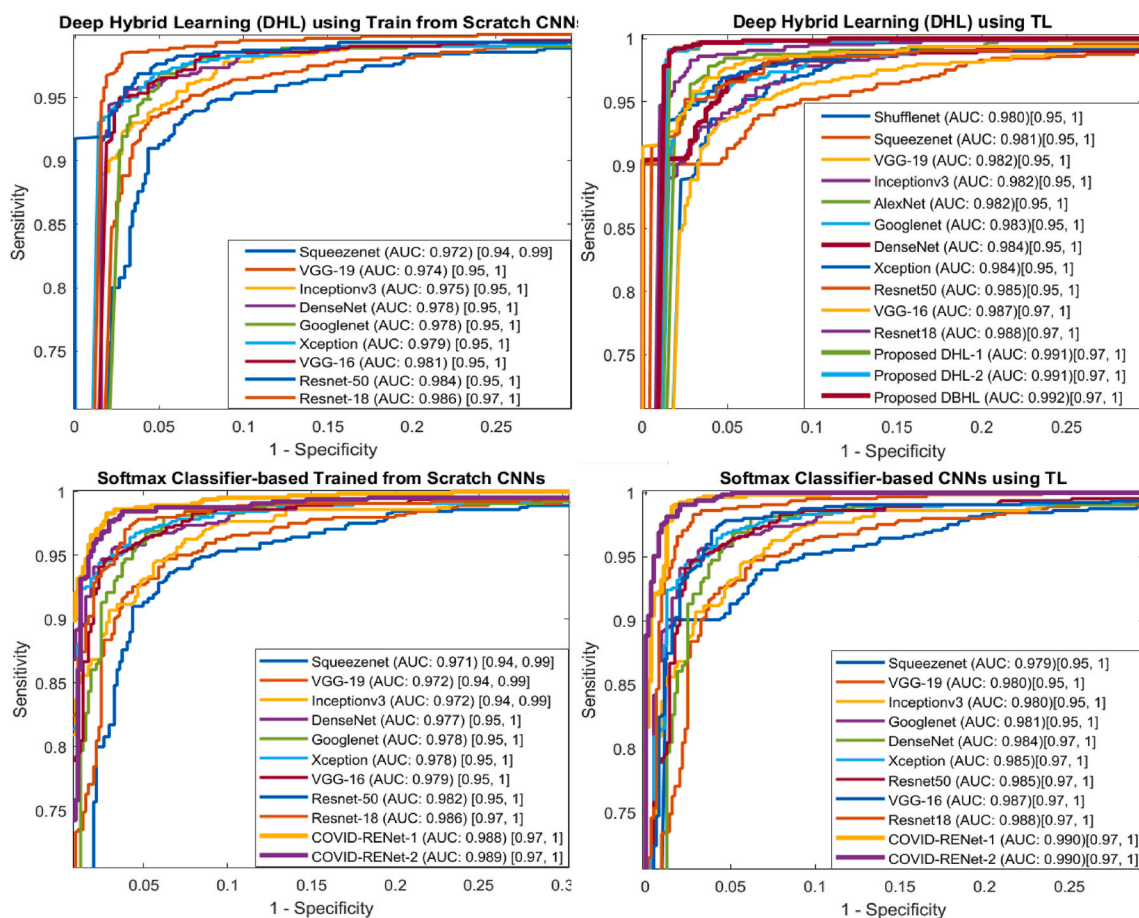 Deep Hybrid Learning (DHL) using Train from Scratch CNNs
Sensitivity
0.95
0.9
0.85
0.8
0.75
Squeezenet (AUC: 0.972) [0.94, 0.99]
VGG-19 (AUC: 0.974) [0.95, 1]
Inceptionv3 (AUC: 0.975) [0.95, 1]
DenseNet (AUC: 0.978) [0.95, 1]
Googlenet (AUC: 0.978) [0.95, 1]
Xception (AUC: 0.979) [0.95, 1]
VGG-16 (AUC: 0.981) [0.95, 1]
Resnet-50 (AUC: 0.984) [0.95, 1]
Resnet-18 (AUC: 0.986) [0.97, 1]
0.05 0.1 0.15 0.2 0.25
1 - Specificity
Deep Hybrid Learning (DHL) using TL
Sensitivity
1
0.95
0.9
0.85
0.8
0.75
Shufflenet (AUC: 0.980)[0.95, 1]
Squeezenet (AUC: 0.981)[0.95, 1]
VGG-19 (AUC: 0.982)[0.95, 1]
Inceptionv3 (AUC: 0.982)[0.95, 1]
AlexNet (AUC: 0.982)[0.95, 1]
Googlenet (AUC: 0.983)[0.95, 1]
DenseNet (AUC: 0.984)[0.95, 1]
Xception (AUC: 0.984)[0.95, 1]
Resnet50 (AUC: 0.985)[0.95, 1]
VGG-16 (AUC: 0.987)[0.97, 1]
Resnet18 (AUC: 0.988)[0.97, 1]
Proposed DHL-1 (AUC: 0.991)[0.97, 1]
Proposed DHL-2 (AUC: 0.991)[0.97, 1]
Proposed DBHL (AUC: 0.992)[0.97, 1]
0 0.05 0.1 0.15 0.2 0.25
1 - Specificity
Softmax Classifier-based Trained from Scratch CNNs
Sensitivity
1
0.95
0.9
0.85
0.8
0.75
Squeezenet (AUC: 0.971) [0.94, 0.99]
VGG-19 (AUC: 0.972) [0.94, 0.99]
Inceptionv3 (AUC: 0.972) [0.94, 0.99]
DenseNet (AUC: 0.977) [0.95, 1]
Googlenet (AUC: 0.978) [0.95, 1]
Xception (AUC: 0.978) [0.95, 1]
VGG-16 (AUC: 0.979) [0.95, 1]
Resnet-50 (AUC: 0.982) [0.95, 1]
Resnet-18 (AUC: 0.986) [0.97, 1]
COVID-RENet-1 (AUC: 0.988) [0.97, 1]
COVID-RENet-2 (AUC: 0.989) [0.97, 1]
0.05 0.1 0.15 0.2 0.25
1 - Specificity
Softmax Classifier-based CNNs using TL
Sensitivity
1
0.95
0.9
0.85
0.8
0.75
Squeezenet (AUC: 0.979)[0.95, 1]
VGG-19 (AUC: 0.980)[0.95, 1]
Inceptionv3 (AUC: 0.980)[0.95, 1]
Googlenet (AUC: 0.981)[0.95, 1]
DenseNet (AUC: 0.984)[0.97, 1]
Xception (AUC: 0.985)[0.97, 1]
Resnet50 (AUC: 0.985)[0.97, 1]
VGG-16 (AUC: 0.987)[0.97, 1]
Resnet18 (AUC: 0.988)[0.97, 1]
COVID-RENet-1 (AUC: 0.990)[0.97, 1]
COVID-RENet-2 (AUC: 0.990)[0.97, 1]
0 0.05 0.1 0.15 0.2 0.25
1 - Specificity